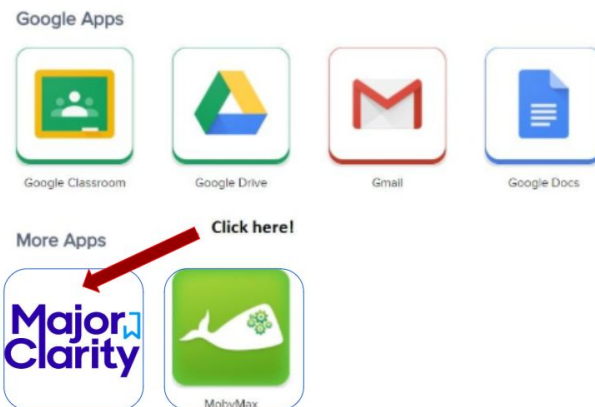 Google Apps
Google Classroom
Google Drive
Gmail
Google Docs
Click here!
More Apps
Major
Clarity
MobyMax